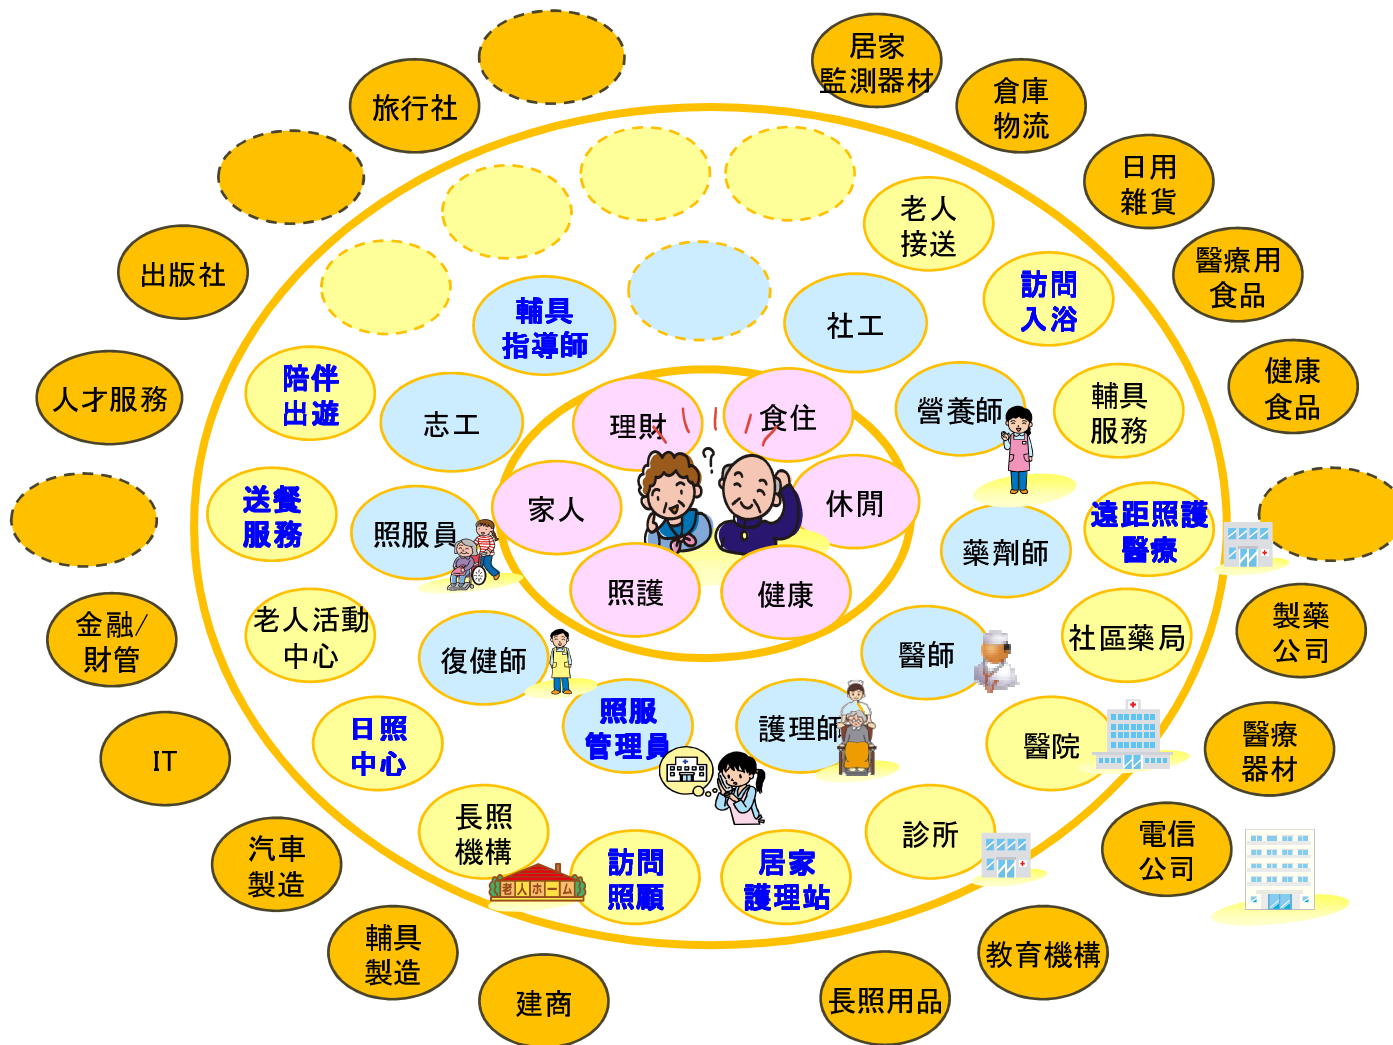 居家
監測器材
旅行社
倉庫
物流
日用
雜貨
老人
接送
出版社
醫療用
食品
訪問
入浴
輔具
指導師
社工
陪伴
出遊
健康
食品
人才服務
志工
理財
食住
營養師
輔具
服務
?
送餐
服務
照服員
家人
休閒
藥劑師
遠距照護
醫療
照護
健康
金融/
財管
老人活動
中心
復健師
醫師
社區藥局
製藥
公司
日照
中心
照服
管理員
護理師
醫院
醫療
器材
IT
長照
機構
老人ホーム
訪問
照顧
居家
護理站
診所
電信
公司
汽車
製造
輔具
製造
教育機構
建商
長照用品